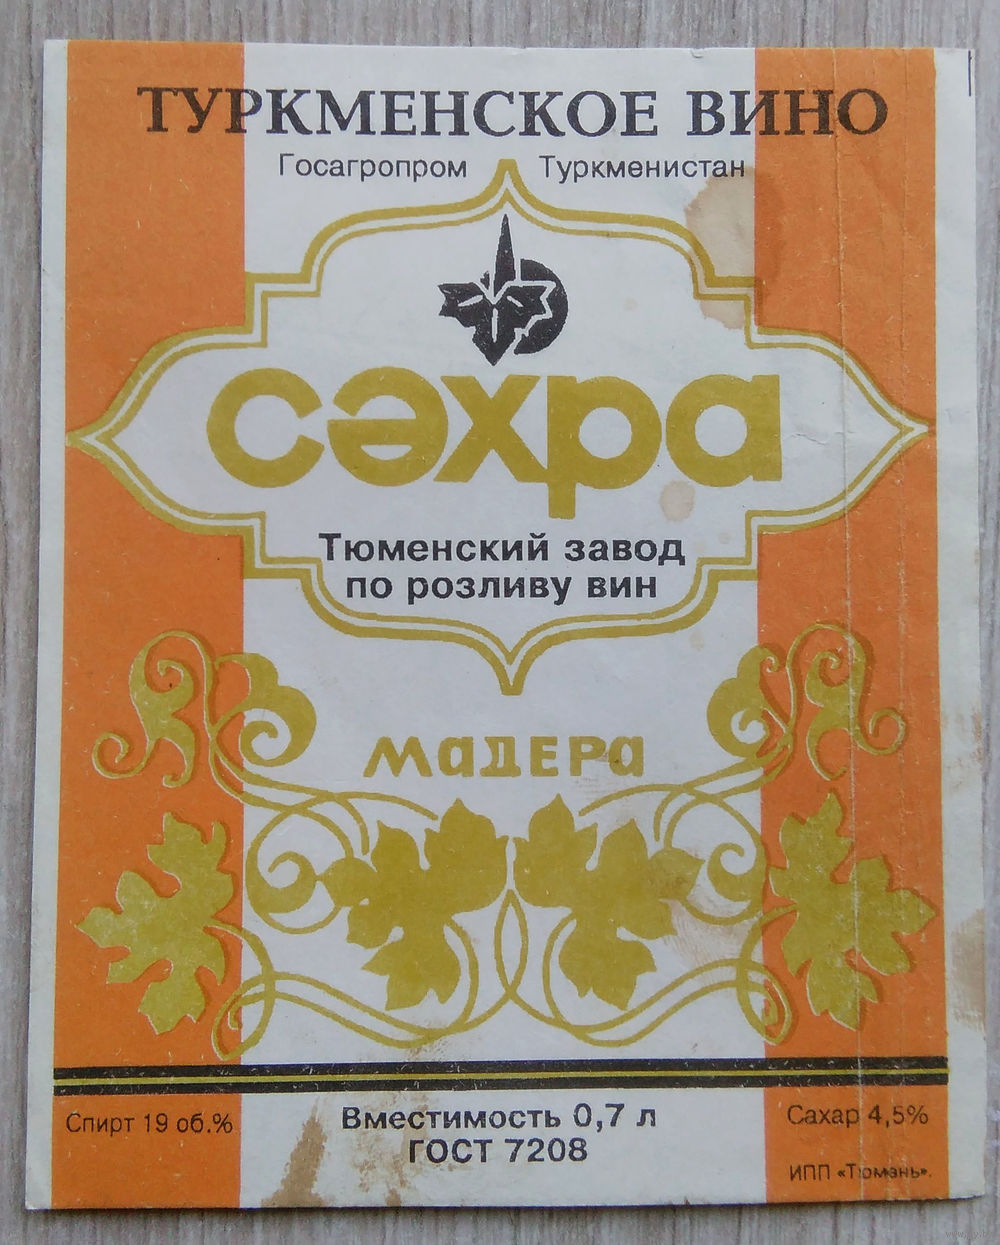 ТУРКМЕНСКОЕ ВИНО
Госагропром Туркменистан
сәхра
Тюменский завод
по розливу вин
МАДЕРА
Спирт 19 об.%
Вместимость 0,7 л
ГОСТ 7208
Сахар 4,5%
ИПП «Тюмень».